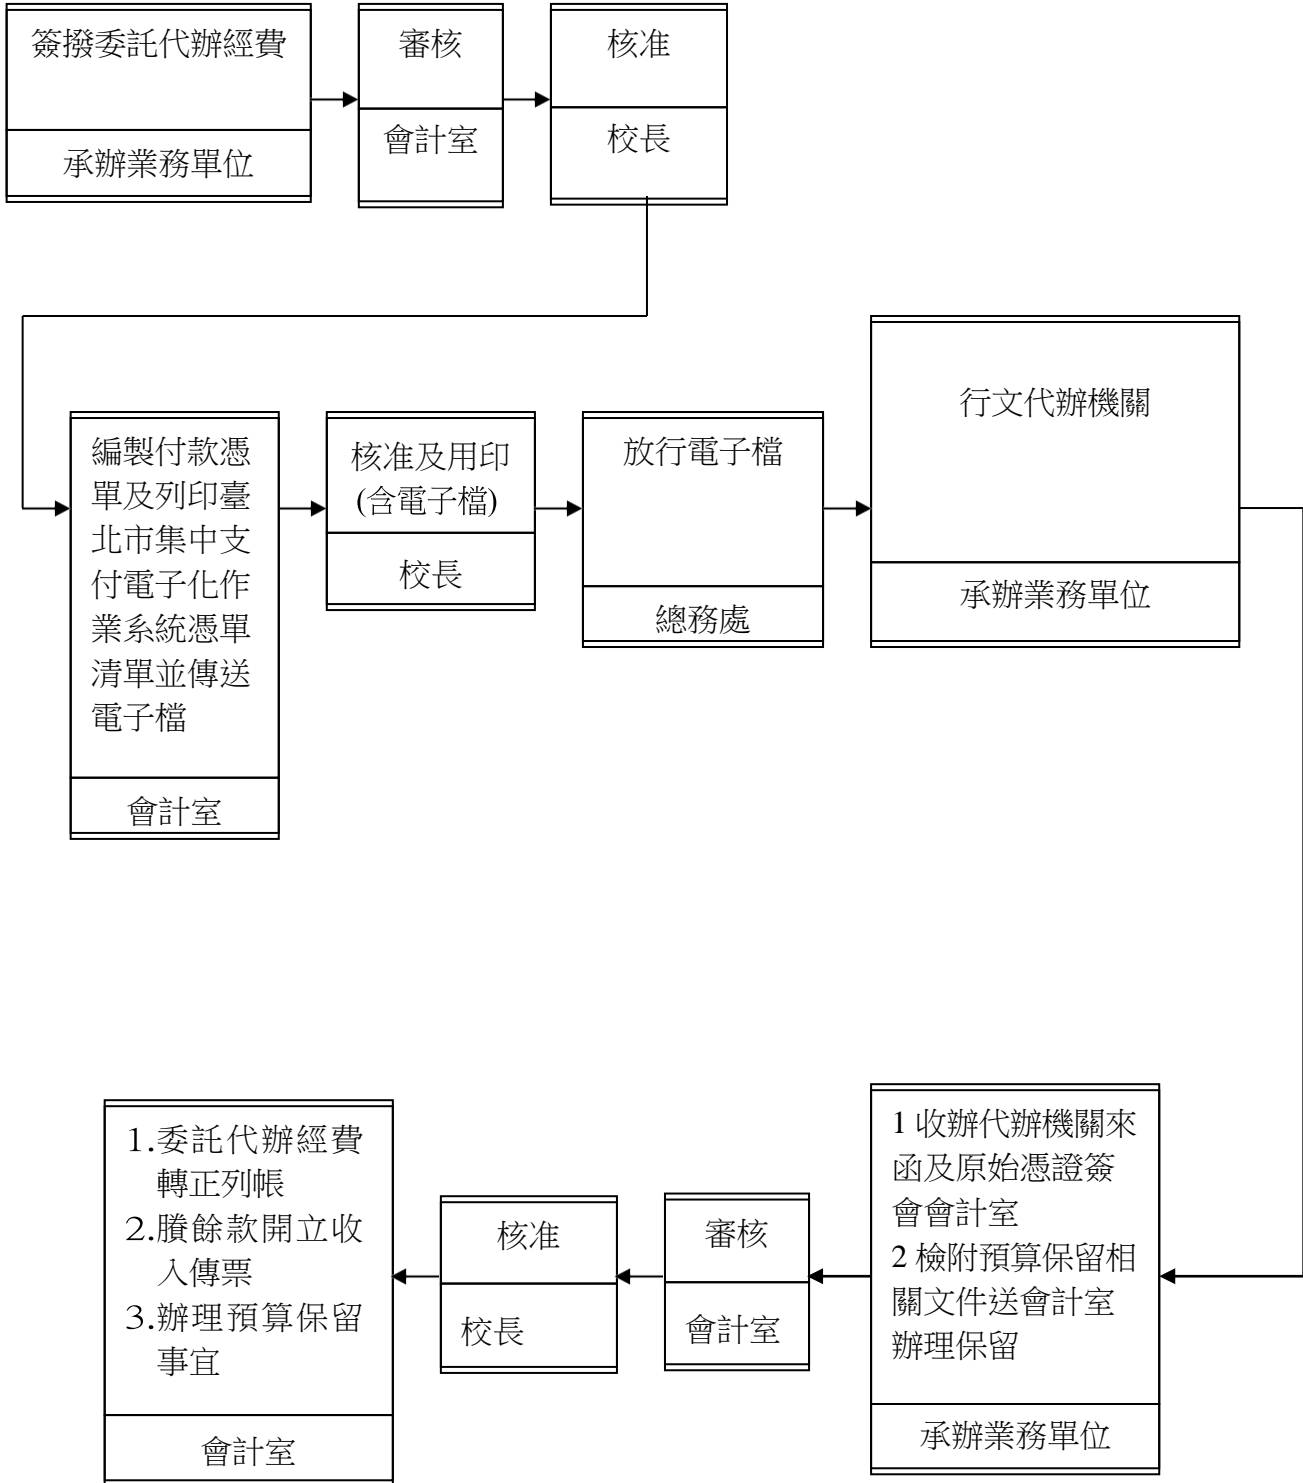 簽撥委託代辦經費
承辦業務單位
審核
會計室
核准
校長
編製付款憑
單及列印臺
北市集中支
付電子化作
業系統憑單
清單並傳送
電子檔
會計室
核准及用印
(含電子檔)
校長
放行電子檔
總務處
行文代辦機關
承辦業務單位
1 收辦代辦機關來
函及原始憑證簽
會會計室
2 檢附預算保留相
關文件送會計室
辦理保留
承辦業務單位
審核
會計室
核准
校長
1.委託代辦經費
轉正列帳
2.賸餘款開立收
入傳票
3.辦理預算保留
事宜
會計室